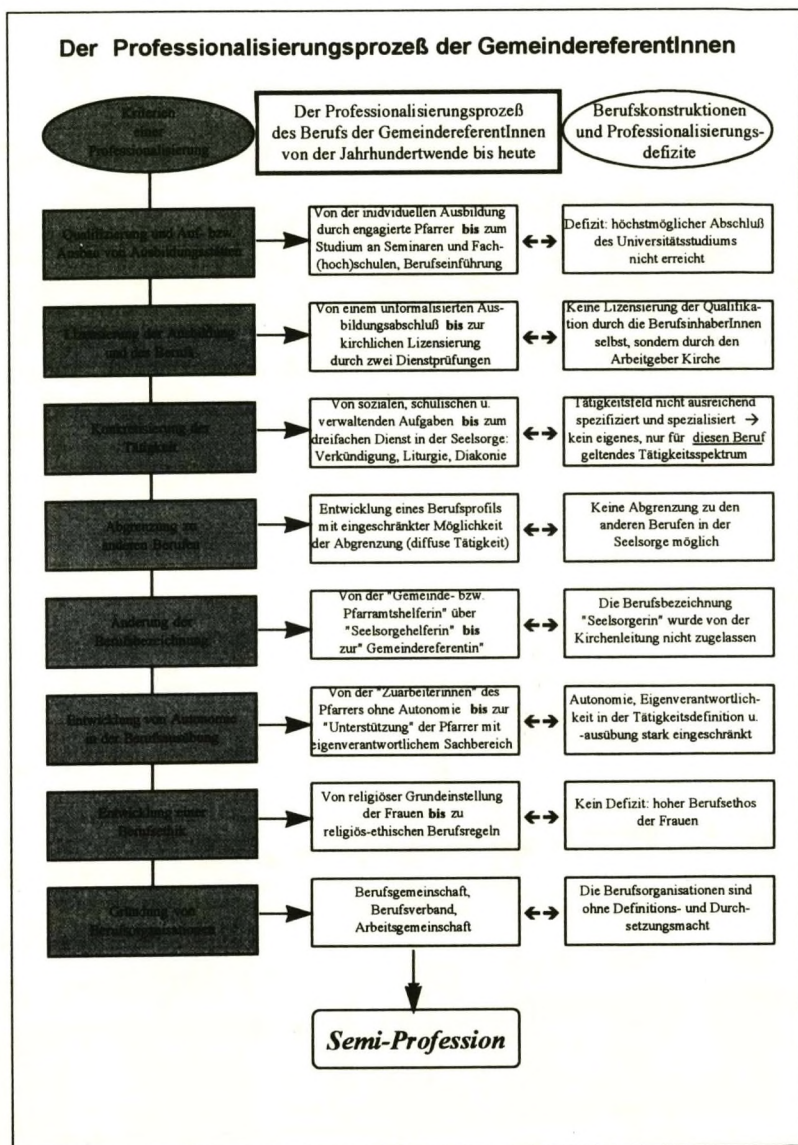 Der Professionalisierungsprozeß der GemeindereferentInnen
Kriterien
einer
Professionalisierung
Der Professionalisierungsprozeß
des Berufs der GemeindereferentInnen
von der Jahrhundertwende bis heute
Berufskonstruktionen
und Professionalisierungs-
defizite
Qualifizierung und Auf- bzw.
Ausbau von Ausbildungsstätten
Von der inidviduellen Ausbildung
durch engagierte Pfarrer bis zum
Studium an Seminaren und Fach-
(hoch)schulen, Berufseinführung
Defizit: höchstmöglicher Abschluß
des Universitätsstudiums
nicht erreicht
Lizensierung der Ausbildung
und des Berufs
Von einem unformalisierten Aus-
bildungsabschluß bis zur
kirchlichen Lizensierung
durch zwei Dienstprüfungen
Keine Lizensierung der Qualifika-
tion durch die BerufsinhaberInnen
selbst, sondern durch den
Arbeitgeber Kirche
Konkretisierung der
Tätigkeit
Von sozialen, schulischen u.
verwaltenden Aufgaben bis zum
dreifachen Dienst in der Seelsorge:
Verkündigung, Liturgie, Diakonie
Tätigkeitsfeld nicht ausreichend
spezifiziert und spezialisiert →
kein eigenes, nur für diesen Beruf
geltendes Tätigkeitsspektrum
Abgrenzung zu
anderen Berufen
Entwicklung eines Berufsprofils
mit eingeschränkter Möglichkeit
der Abgrenzung (diffuse Tätigkeit)
Keine Abgrenzung zu den
anderen Berufen in der
Seelsorge möglich
Änderung der
Berufsbezeichnung
Von der "Gemeinde- bzw.
Pfarramtshelferin" über
"Seelsorgehelferin" bis
zur" Gemeindereferentin"
Die Berufsbezeichnung
"Seelsorgerin" wurde von der
Kirchenleitung nicht zugelassen
Entwicklung von Autonomie
in der Berufsausübung
Von der "Zuarbeiterinnen" des
Pfarrers ohne Autonomie bis zur
"Unterstützung" der Pfarrer mit
eigenverantwortlichem Sachbereich
Autonomie, Eigenverantwortlich-
keit in der Tätigkeitsdefinition u.
-ausübung stark eingeschränkt
Entwicklung einer
Berufsethik
Von religiöser Grundeinstellung
der Frauen bis zu
religiös-ethischen Berufsregeln
Kein Defizit: hoher Berufsethos
der Frauen
Gründung von
Berufsorganisationen
Berufsgemeinschaft,
Berufsverband,
Arbeitsgemeinschaft
Die Berufsorganisationen sind
ohne Definitions- und Durch-
setzungsmacht
Semi-Profession